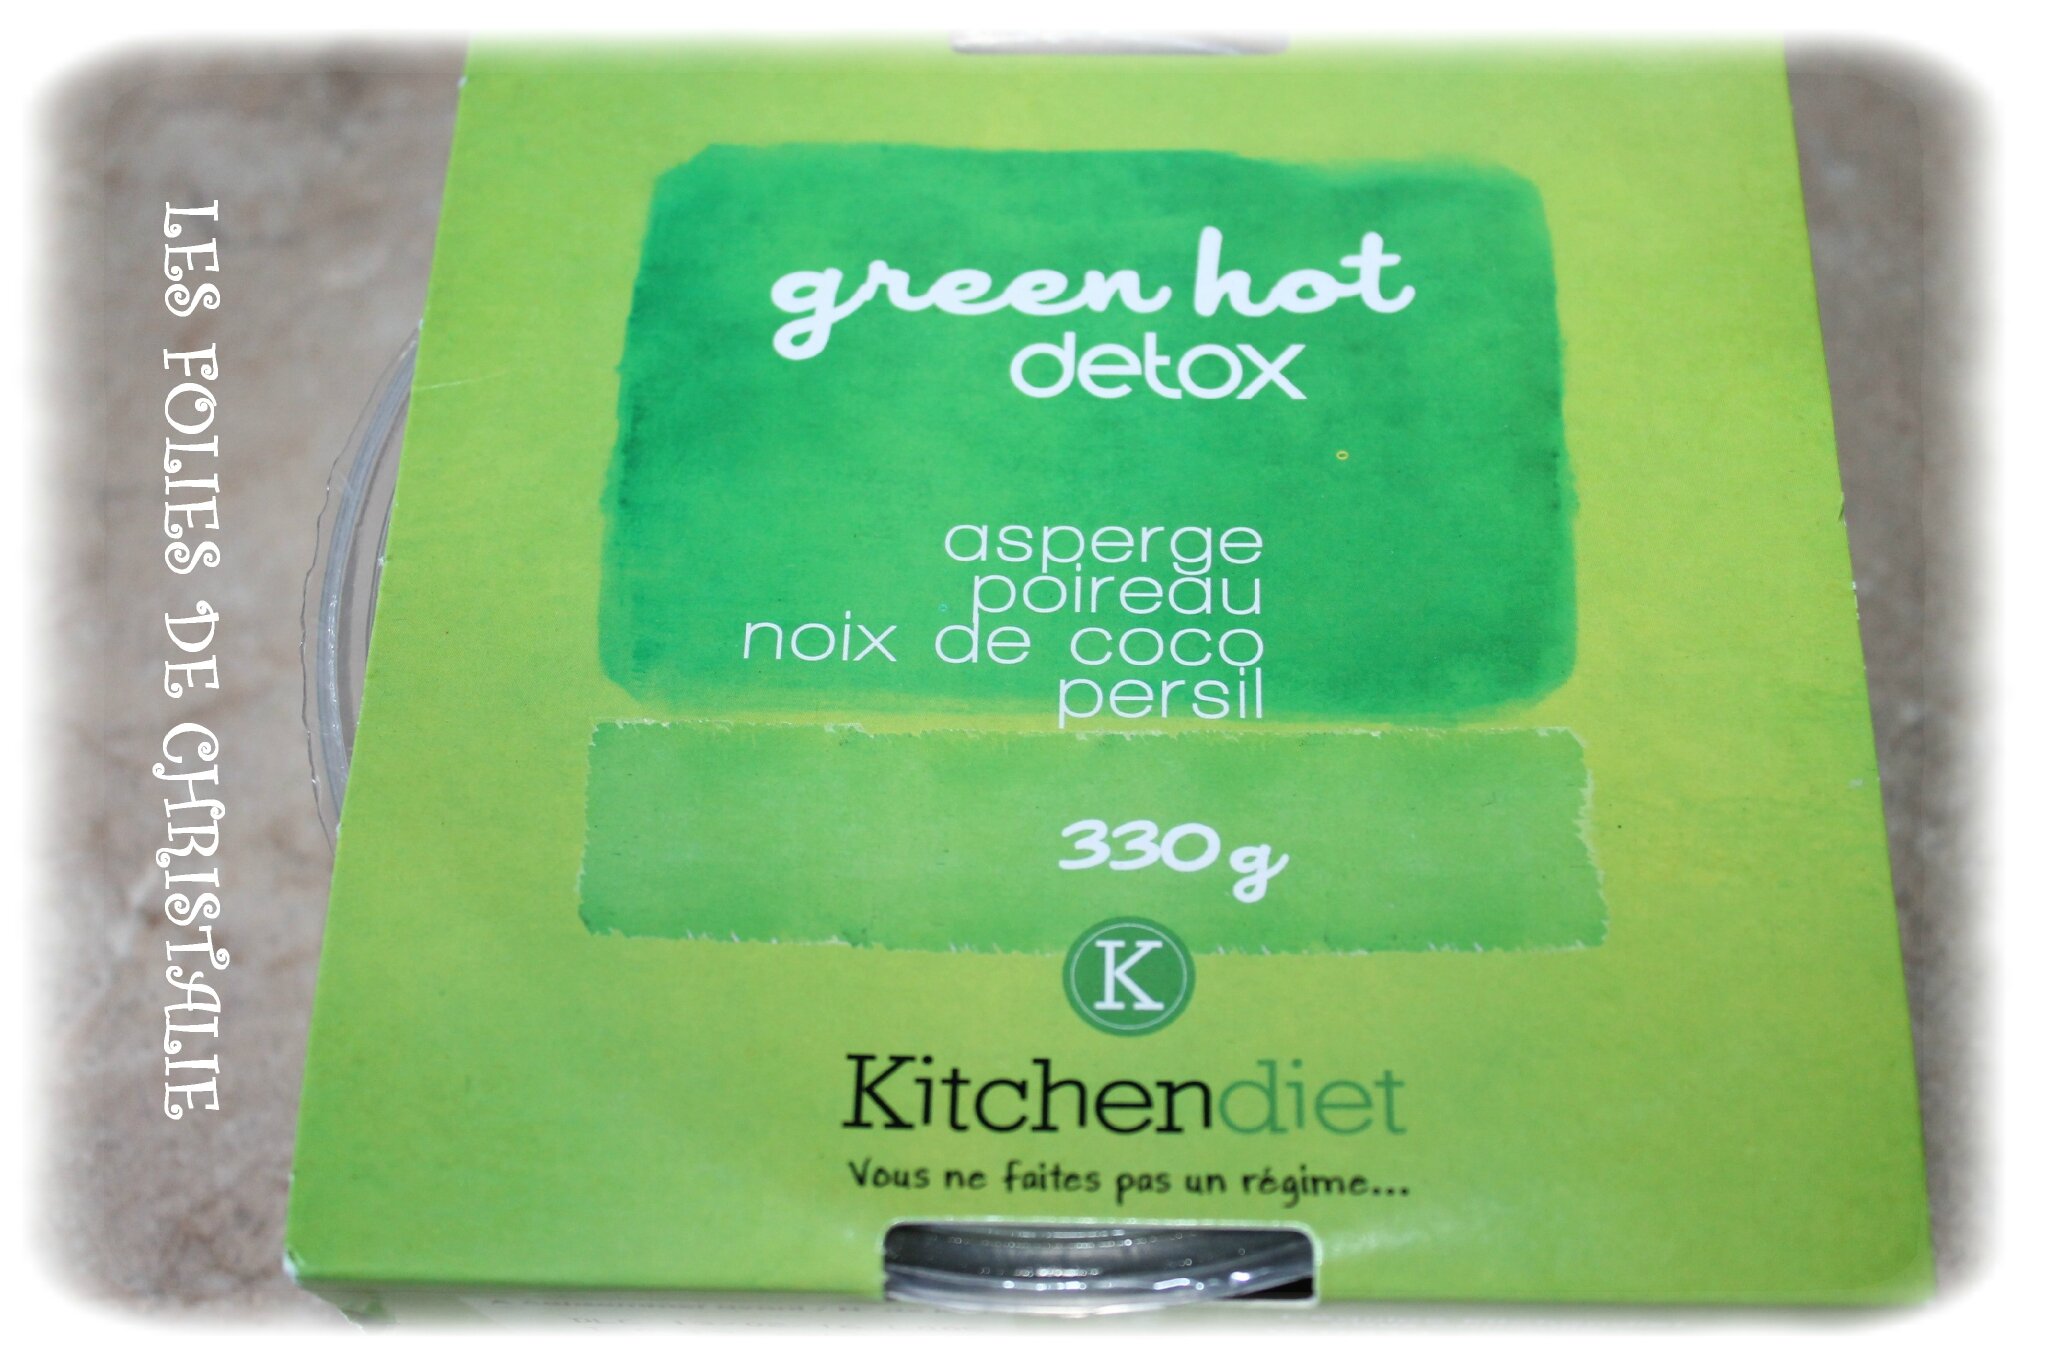 LES FOLIES DE CHRISTALIE
green hot
detox
asperge
poireau
noix de coco
persil
330 g
K
Kitchendiet
Vous ne faites pas un régime...